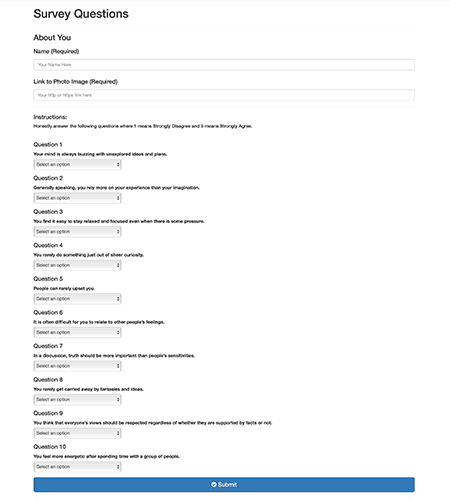 Survey Questions
About You
Name (Required)
Your Name Here
Link to Photo Image (Required)
Your http or https link here
Instructions:
Honestly answer the following questions where 1 means Strongly Disagree and 5 means Strongly Agree.
Question 1
Your mind is always buzzing with unexplored ideas and plans.
Select an option
Question 2
Generally speaking, you rely more on your experience than your imagination.
Select an option
Question 3
You find it easy to stay relaxed and focused even when there is some pressure.
Select an option
Question 4
You rarely do something just out of sheer curiosity.
Select an option
Question 5
People can rarely upset you.
Select an option
Question 6
It is often difficult for you to relate to other people's feelings.
Select an option
Question 7
In a discussion, truth should be more important than people's sensitivities.
Select an option
Question 8
You rarely get carried away by fantasies and ideas.
Select an option
Question 9
You think that everyone's views should be respected regardless of whether they are supported by facts or not.
Select an option
Question 10
You feel more energetic after spending time with a group of people.
Select an option
Submit